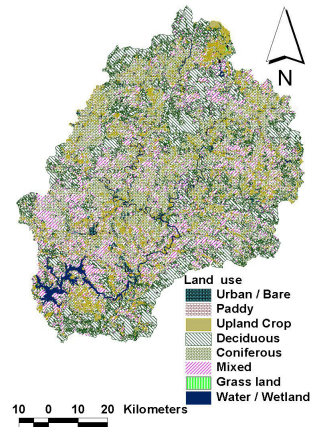 N
Land use
Urban / Bare
Paddy
Upland Crop
Deciduous
Coniferous
Mixed
Grass land
Water / Wetland
10 0 10 20 Kilometers